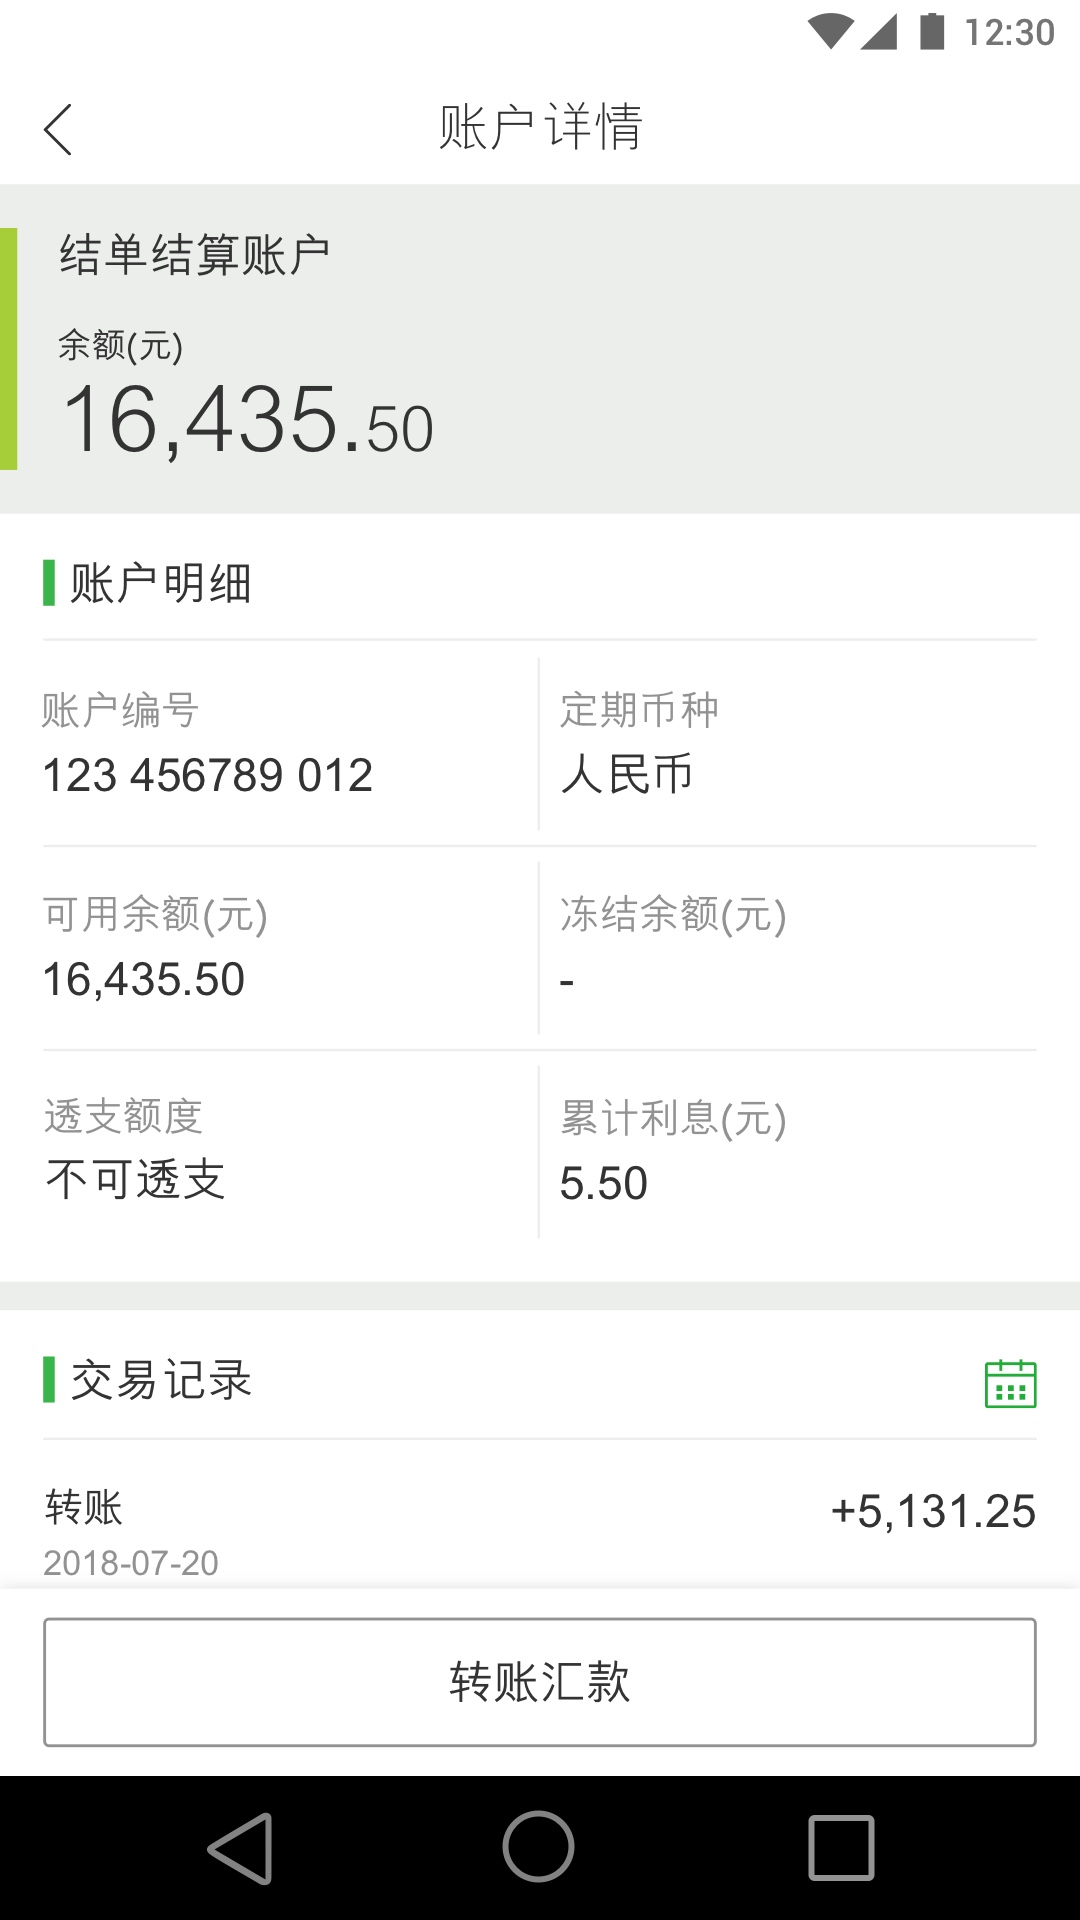 12:30
账户详情
结单结算账户
余额(元)
16,435.50
账户明细
账户编号
123 456789 012
定期币种
人民币
可用余额(元)
16,435.50
冻结余额(元)
-
透支额度
不可透支
累计利息(元)
5.50
交易记录
转账
+5,131.25
2018-07-20
转账汇款